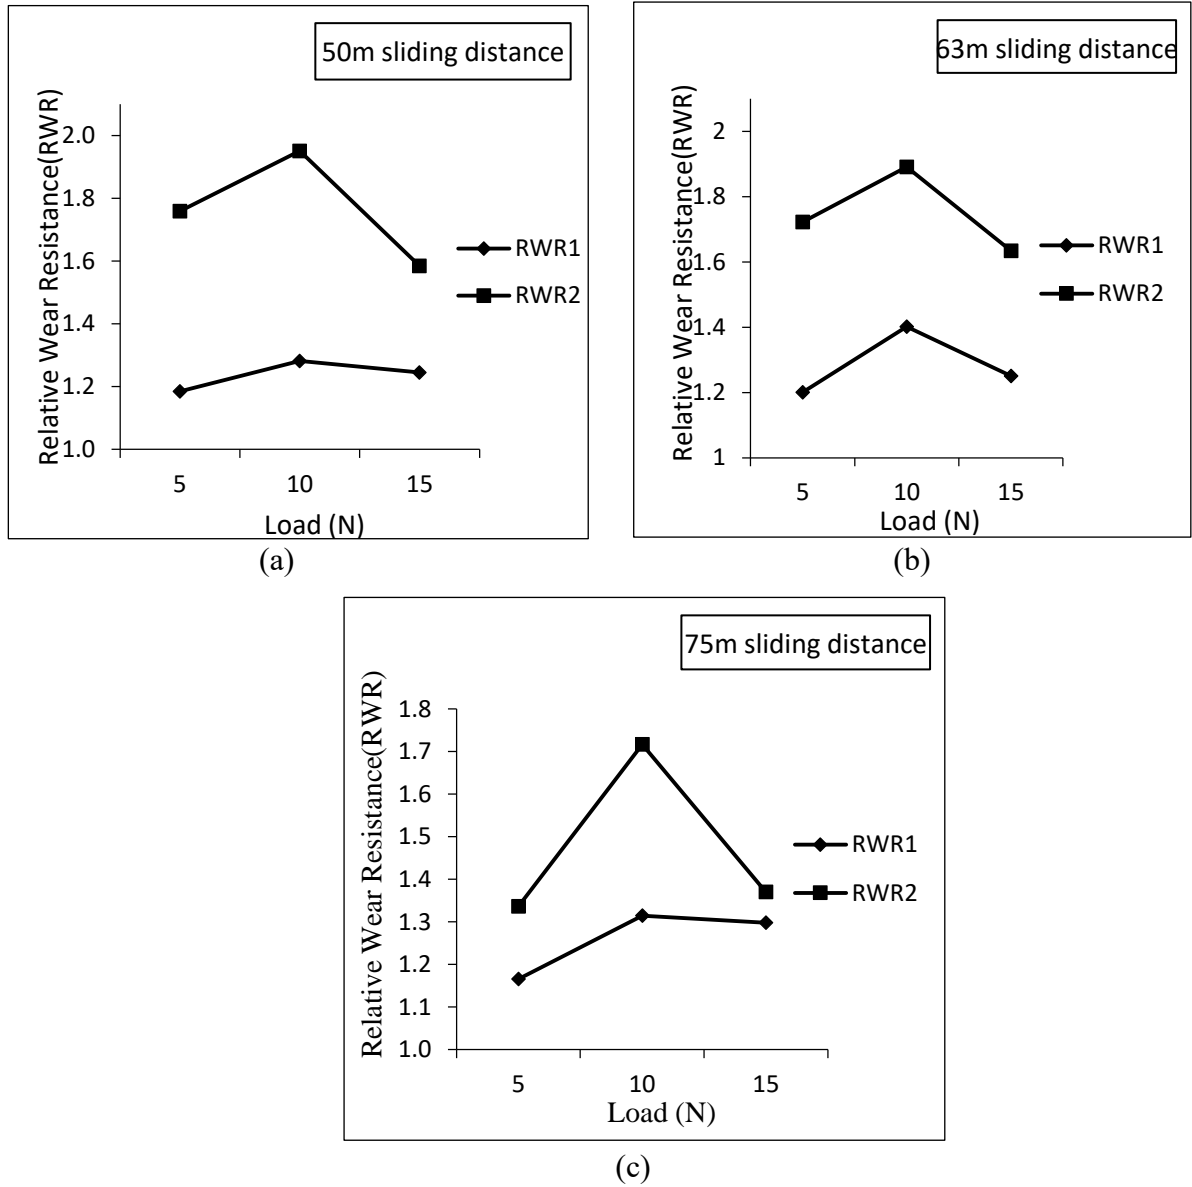 50m sliding distance
Relative Wear Resistance(RWR)
2.0
1.8
1.6
1.4
1.2
1.0
5 10 15
Load (N)
RWR1
RWR2
(a)
63m sliding distance
Relative Wear Resistance(RWR)
2
1.8
1.6
1.4
1.2
1
5 10 15
Load (N)
RWR1
RWR2
(b)
75m sliding distance
Relative Wear Resistance(RWR)
1.8
1.7
1.6
1.5
1.4
1.3
1.2
1.1
1.0
5 10 15
Load (N)
RWR1
RWR2
(c)